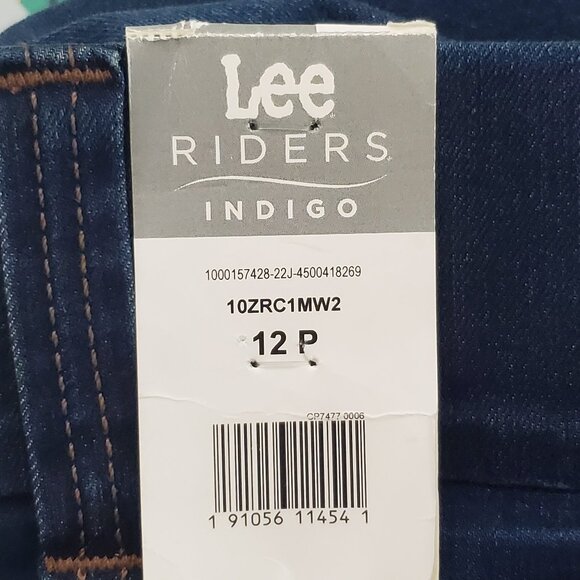 Lee
RIDERS
INDIGO
1000157428-22J-4500418269
10ZRC1MW2
12 P
CP7477 0006
1 91056 11454 1